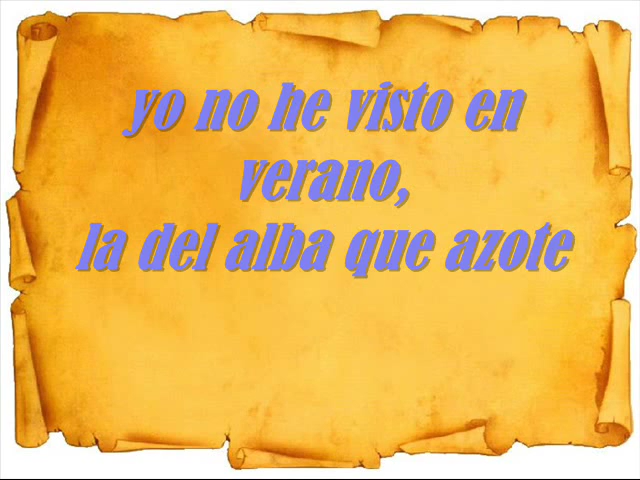 yo no he visto en
verano,
la del alba que azote